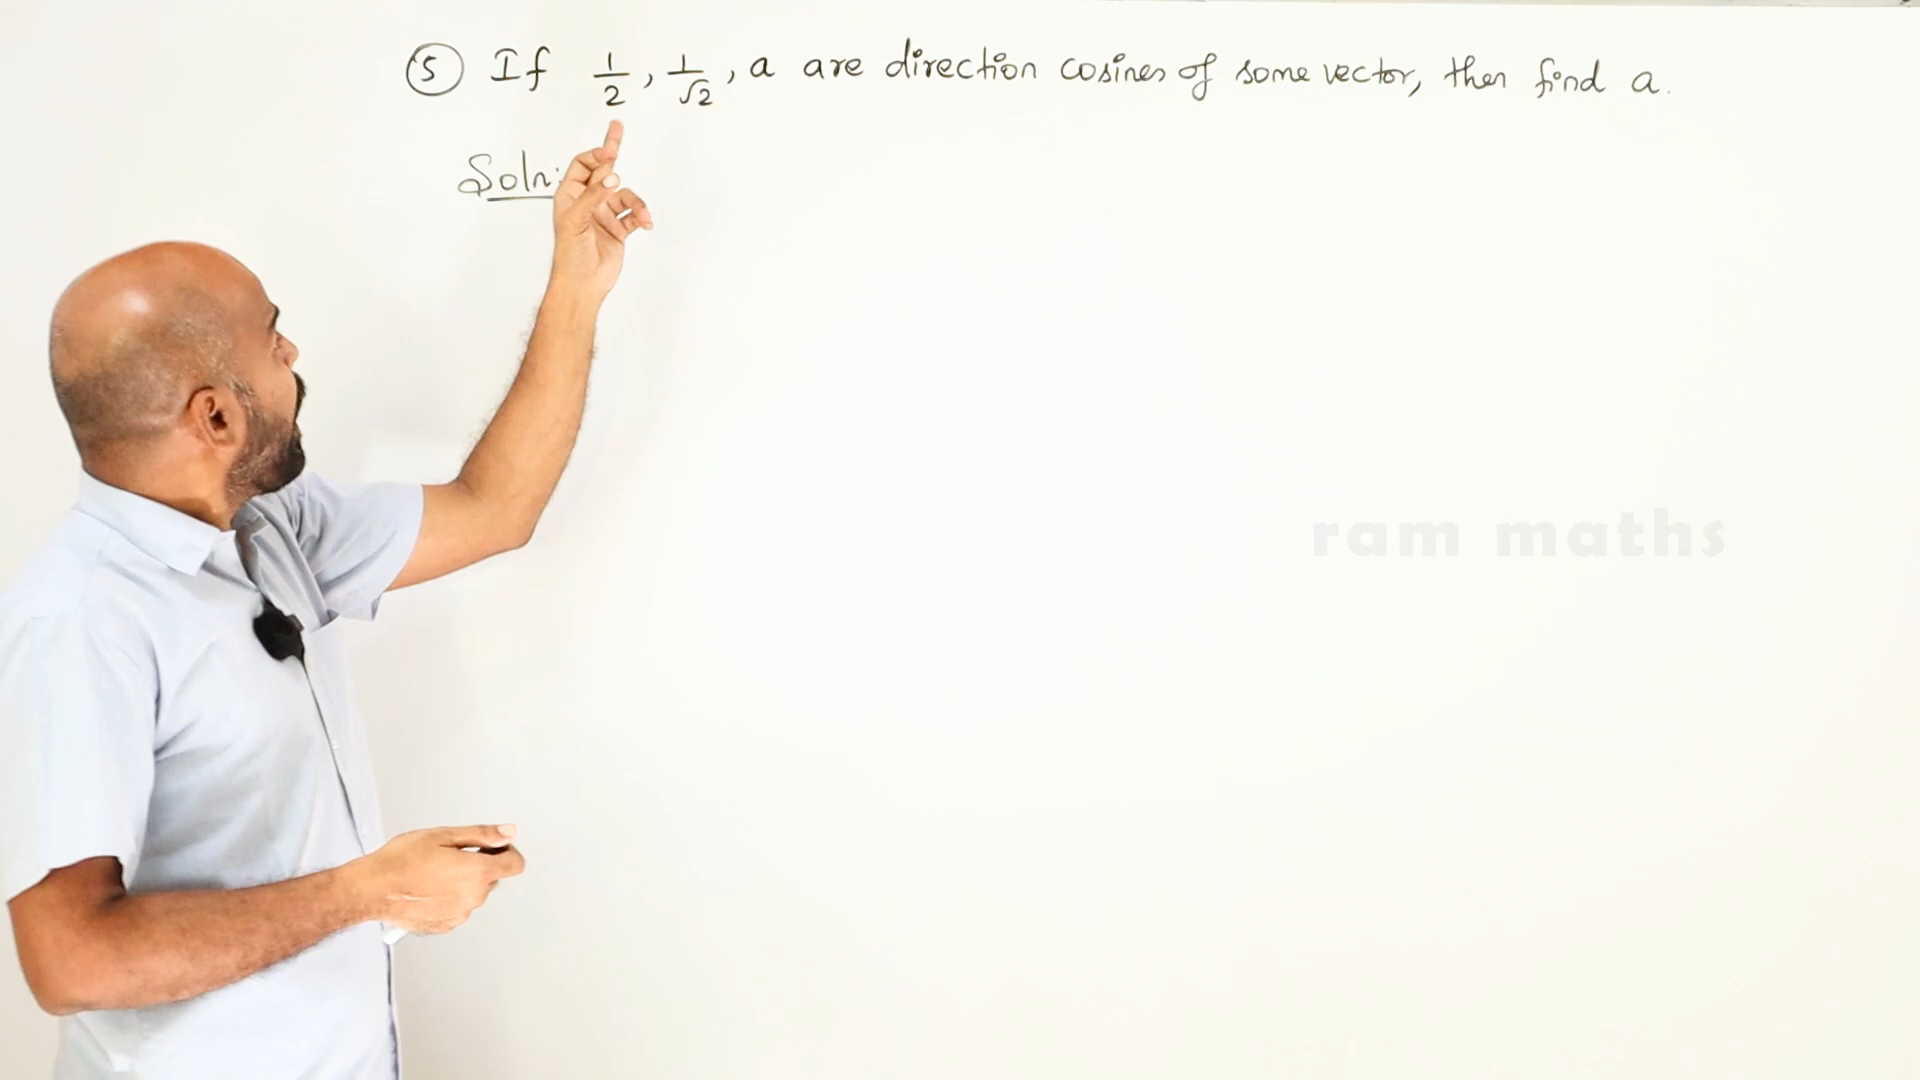 ⑤ If 1/2, 1/√2, a are direction cosines of some vector, then find a.
Soln:
ram maths